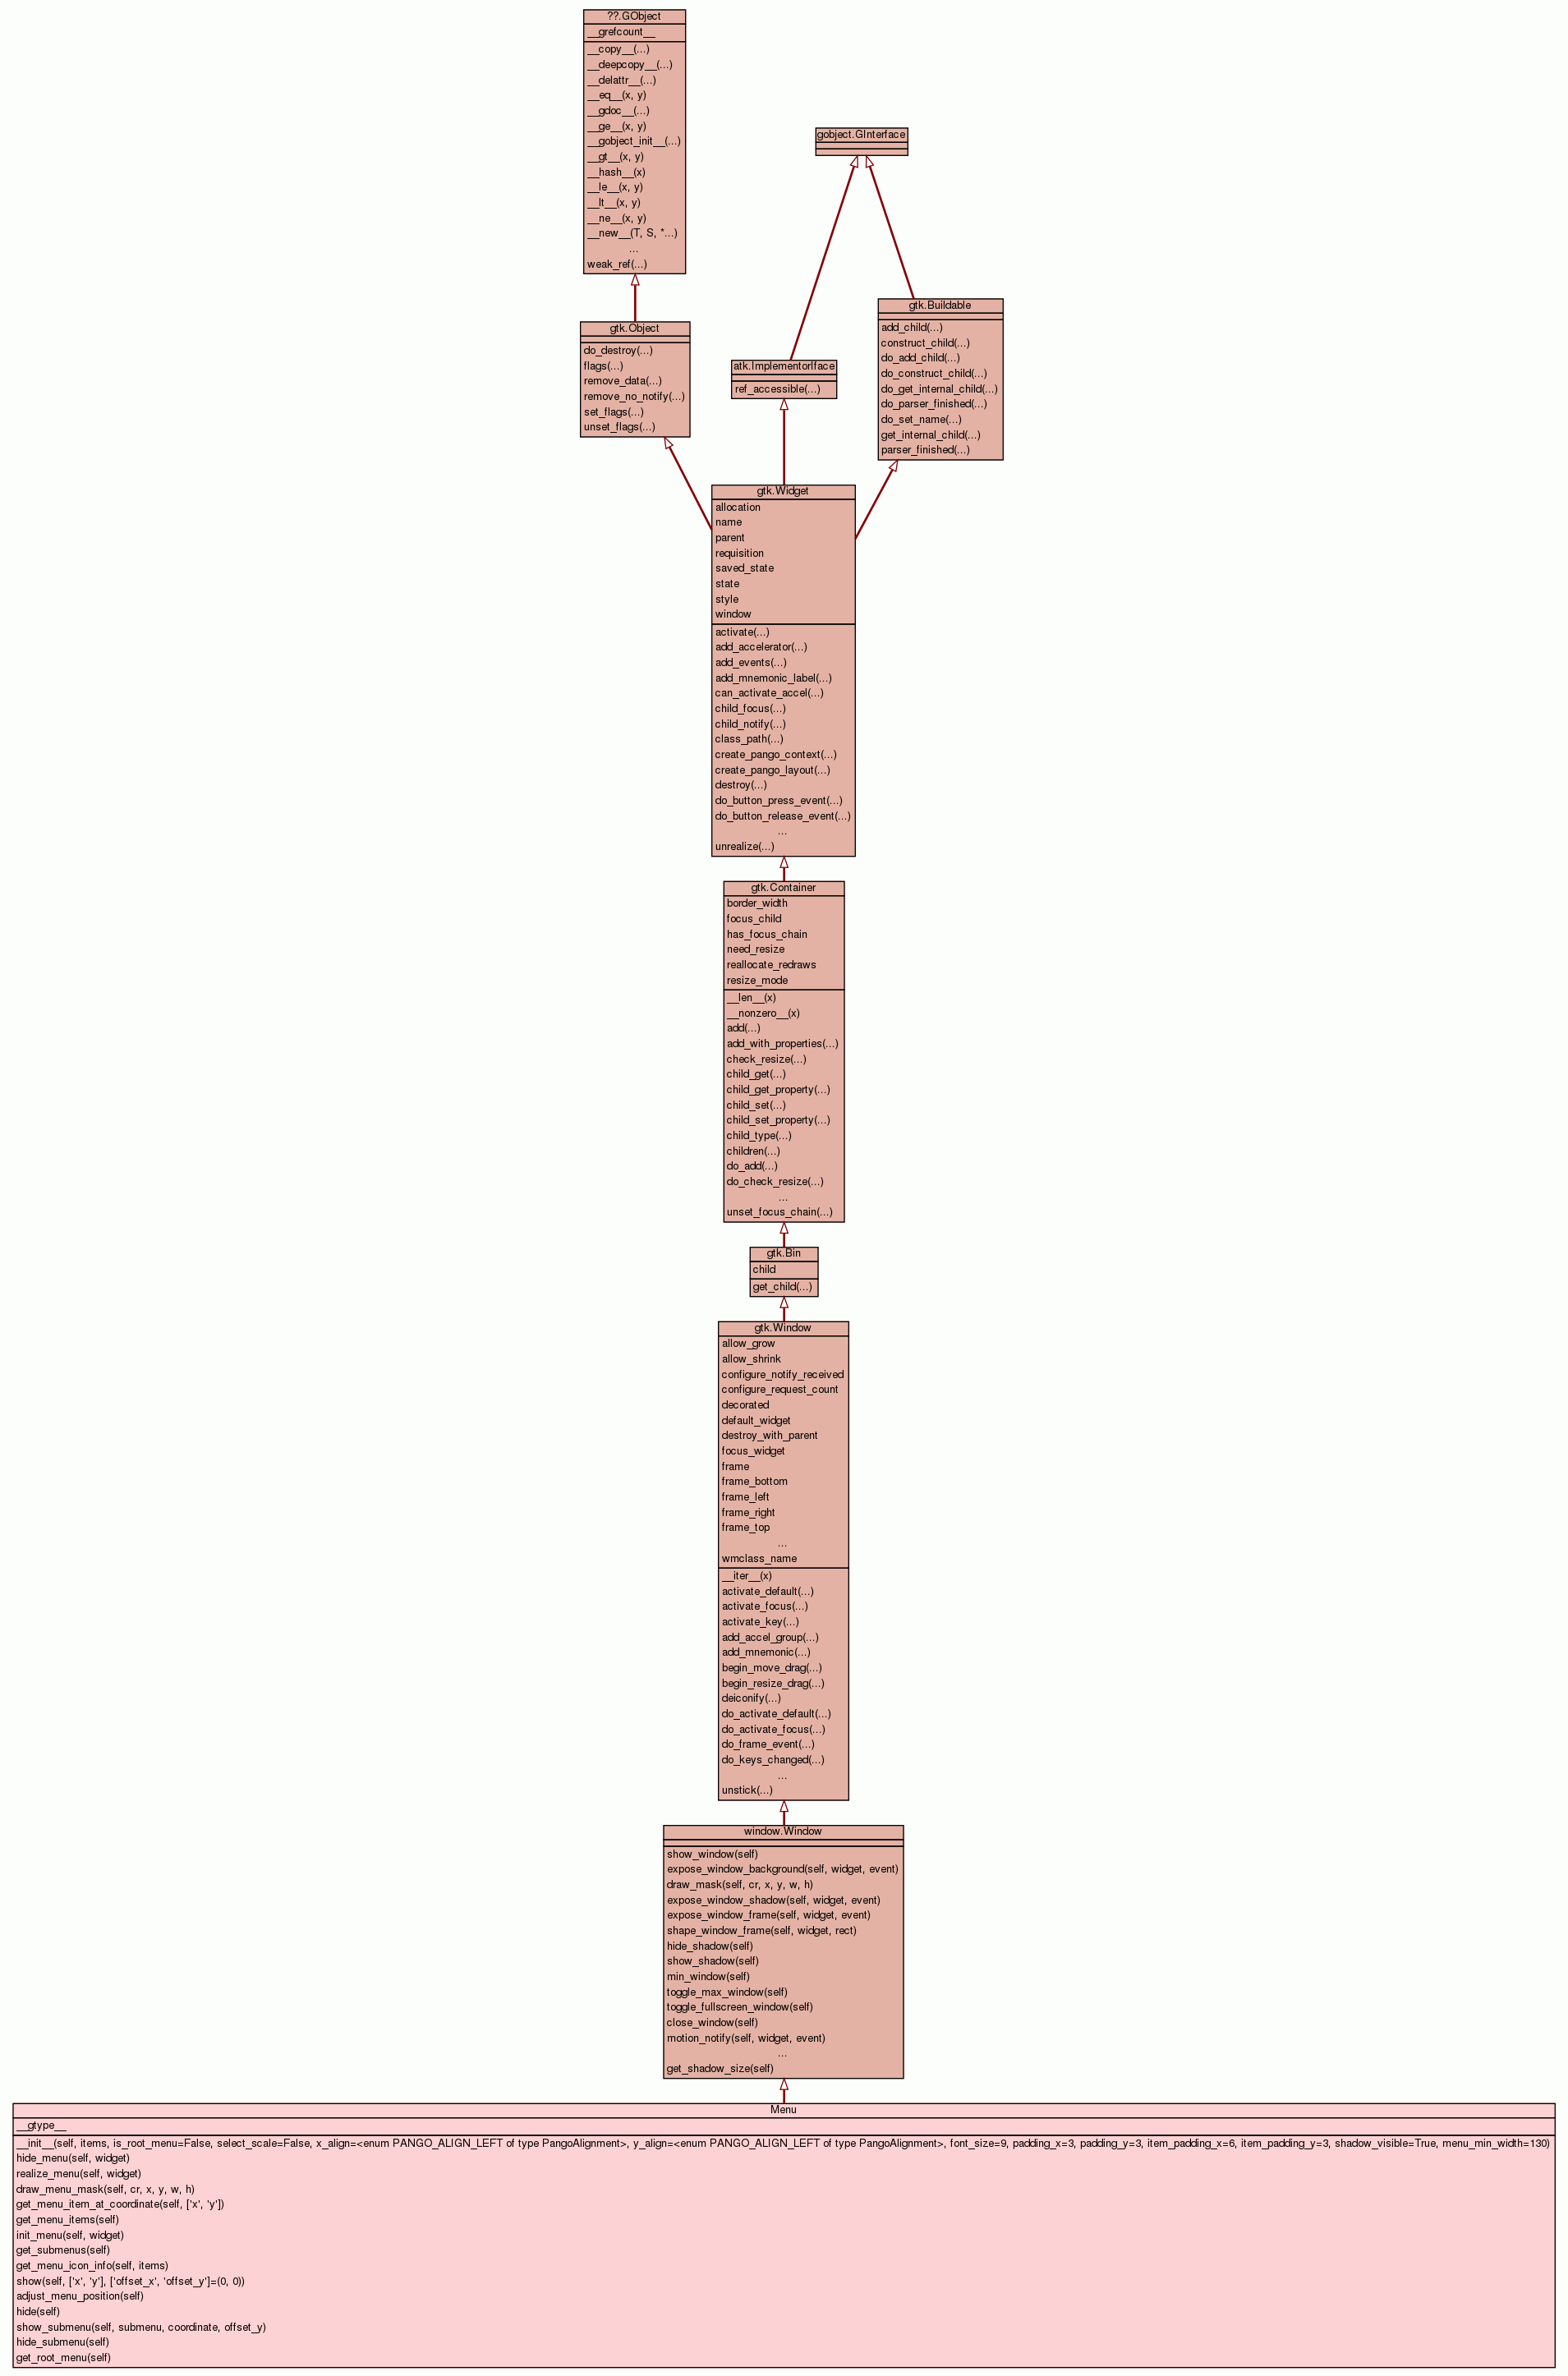 ??.GObject
__grefcount__
__copy__(...)
__deepcopy__(...)
__delattr__(...)
__eq__(x, y)
__gdoc__(...)
__ge__(x, y)
__gobject_init__(...)
__gt__(x, y)
__hash__(x)
__le__(x, y)
__lt__(x, y)
__ne__(x, y)
__new__(T, S, *...)
...
weak_ref(...)
gobject.GInterface
gtk.Object
do_destroy(...)
flags(...)
remove_data(...)
remove_no_notify(...)
set_flags(...)
unset_flags(...)
atk.ImplementorIface
ref_accessible(...)
gtk.Buildable
add_child(...)
construct_child(...)
do_add_child(...)
do_construct_child(...)
do_get_internal_child(...)
do_parser_finished(...)
do_set_name(...)
get_internal_child(...)
parser_finished(...)
gtk.Widget
allocation
name
parent
requisition
saved_state
state
style
window
activate(...)
add_accelerator(...)
add_events(...)
add_mnemonic_label(...)
can_activate_accel(...)
child_focus(...)
child_notify(...)
class_path(...)
create_pango_context(...)
create_pango_layout(...)
destroy(...)
do_button_press_event(...)
do_button_release_event(...)
...
unrealize(...)
gtk.Container
border_width
focus_child
has_focus_chain
need_resize
reallocate_redraws
resize_mode
__len__(x)
__nonzero__(x)
add(...)
add_with_properties(...)
check_resize(...)
child_get(...)
child_get_property(...)
child_set(...)
child_set_property(...)
child_type(...)
children(...)
do_add(...)
do_check_resize(...)
...
unset_focus_chain(...)
gtk.Bin
child
get_child(...)
gtk.Window
allow_grow
allow_shrink
configure_notify_received
configure_request_count
decorated
default_widget
destroy_with_parent
focus_widget
frame
frame_bottom
frame_left
frame_right
frame_top
...
wmclass_name
__iter__(x)
activate_default(...)
activate_focus(...)
activate_key(...)
add_accel_group(...)
add_mnemonic(...)
begin_move_drag(...)
begin_resize_drag(...)
deiconify(...)
do_activate_default(...)
do_activate_focus(...)
do_frame_event(...)
do_keys_changed(...)
...
unstick(...)
window.Window
show_window(self)
expose_window_background(self, widget, event)
draw_mask(self, cr, x, y, w, h)
expose_window_shadow(self, widget, event)
expose_window_frame(self, widget, event)
shape_window_frame(self, widget, rect)
hide_shadow(self)
show_shadow(self)
min_window(self)
toggle_max_window(self)
toggle_fullscreen_window(self)
close_window(self)
motion_notify(self, widget, event)
...
get_shadow_size(self)
Menu
__gtype__
__init__(self, items, is_root_menu=False, select_scale=False, x_align=<enum PANGO_ALIGN_LEFT of type PangoAlignment>, y_align=<enum PANGO_ALIGN_LEFT of type PangoAlignment>, font_size=9, padding_x=3, padding_y=3, item_padding_x=6, item_padding_y=3, shadow_visible=True, menu_min_width=130)
hide_menu(self, widget)
realize_menu(self, widget)
draw_menu_mask(self, cr, x, y, w, h)
get_menu_item_at_coordinate(self, ['x', 'y'])
get_menu_items(self)
init_menu(self, widget)
get_submenus(self)
get_menu_icon_info(self, items)
show(self, ['x', 'y'], ['offset_x', 'offset_y']=(0, 0))
adjust_menu_position(self)
hide(self)
show_submenu(self, submenu, coordinate, offset_y)
hide_submenu(self)
get_root_menu(self)